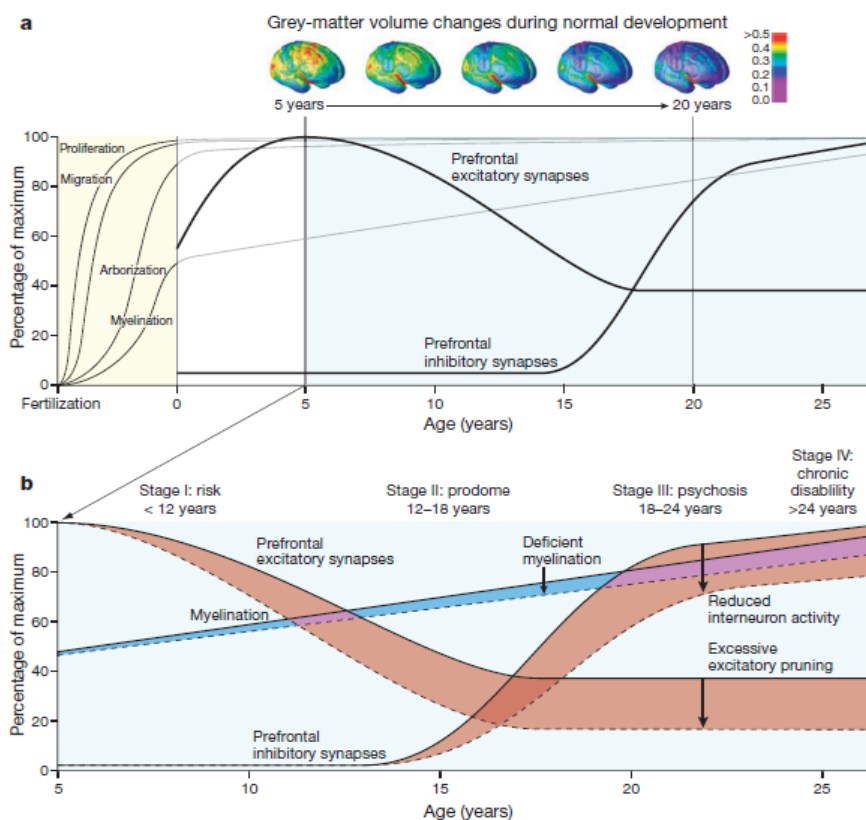 a
Grey-matter volume changes during normal development
>0.5
0.4
0.3
0.2
0.1
0.0
5 years
20 years
Percentage of maximum
100
80
60
40
20
0
Proliferation
Migration
Arborization
Myelination
Prefrontal
excitatory synapses
Prefrontal
inhibitory synapses
Fertilization
0
5
10
15
20
25
Age (years)
b
Stage I: risk
< 12 years
Stage II: prodome
12–18 years
Stage III: psychosis
18–24 years
Stage IV:
chronic
disablility
>24 years
Percentage of maximum
100
80
60
40
20
0
Prefrontal
excitatory synapses
Myelination
Deficient
myelination
Reduced
interneuron activity
Excessive
excitatory pruning
Prefrontal
inhibitory synapses
5
10
15
20
25
Age (years)